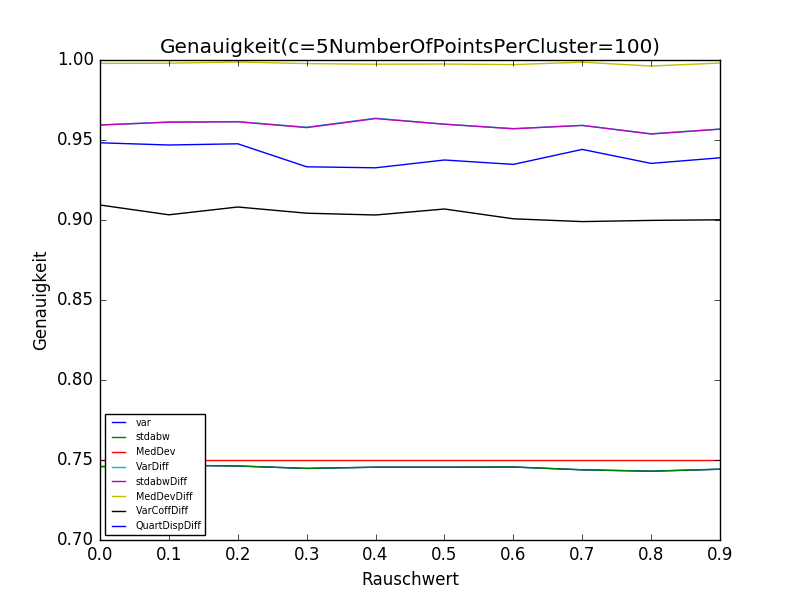 Genauigkeit(c=5NumberOfPointsPerCluster=100)
1.00
0.95
0.90
0.85
0.80
0.75
0.70
Genauigkeit
var
stdabw
MedDev
VarDiff
stdabwDiff
MedDevDiff
VarCoffDiff
QuartDispDiff
0.0 0.1 0.2 0.3 0.4 0.5 0.6 0.7 0.8 0.9
Rauschwert